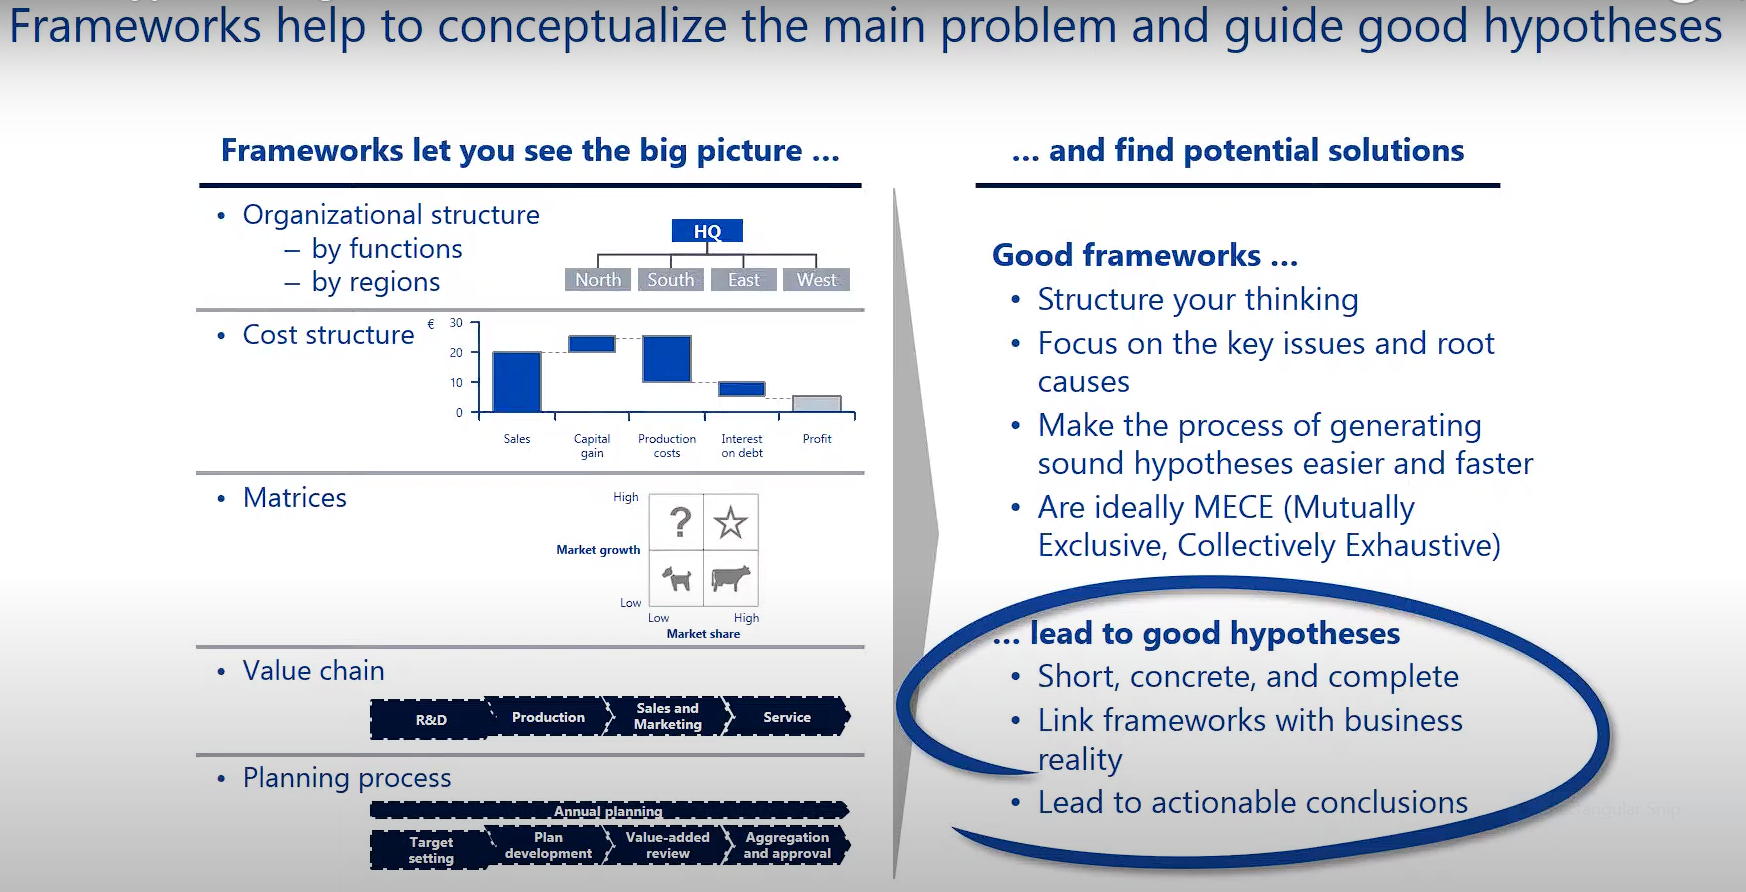 Frameworks help to conceptualize the main problem and guide good hypotheses
Frameworks let you see the big picture ...
• Organizational structure
– by functions
– by regions
HQ
North South East West
• Cost structure
€
30
20
10
0
Sales
Capital
gain
Production
costs
Interest
on debt
Profit
• Matrices
High
Market growth
Low
?
Low
High
Market share
• Value chain
R&D
Production
Sales and
Marketing
Service
• Planning process
Annual planning
Target
setting
Plan
development
Value-added
review
Aggregation
and approval
... and find potential solutions
Good frameworks ...
• Structure your thinking
• Focus on the key issues and root
causes
• Make the process of generating
sound hypotheses easier and faster
• Are ideally MECE (Mutually
Exclusive, Collectively Exhaustive)
... lead to good hypotheses
• Short, concrete, and complete
• Link frameworks with business
reality
• Lead to actionable conclusions
Snip